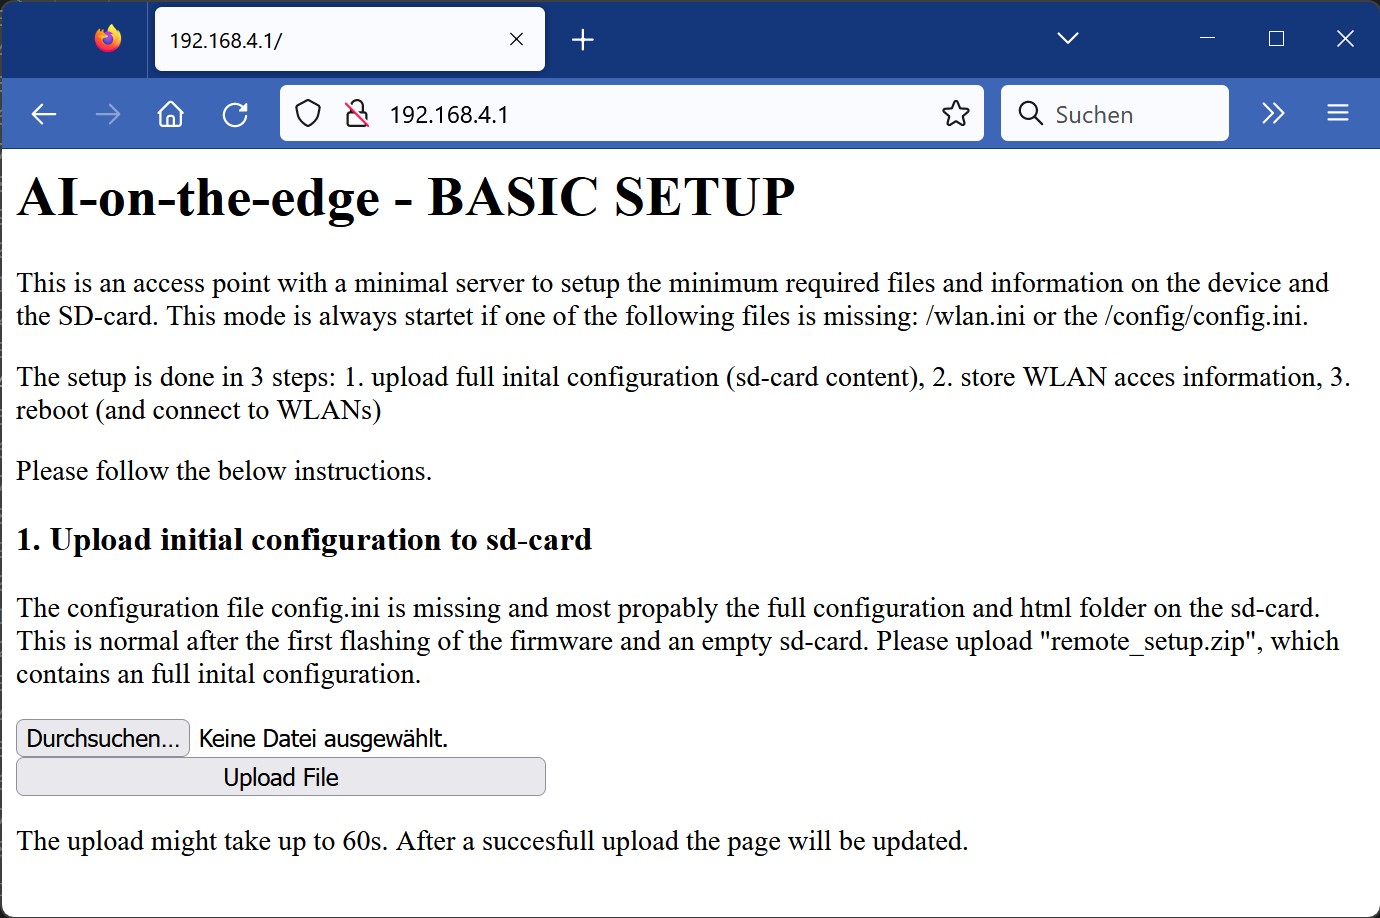 192.168.4.1/
192.168.4.1
Suchen
AI-on-the-edge - BASIC SETUP
This is an access point with a minimal server to setup the minimum required files and information on the device and
the SD-card. This mode is always startet if one of the following files is missing: /wlan.ini or the /config/config.ini.
The setup is done in 3 steps: 1. upload full inital configuration (sd-card content), 2. store WLAN acces information, 3.
reboot (and connect to WLANs)
Please follow the below instructions.
1. Upload initial configuration to sd-card
The configuration file config.ini is missing and most propably the full configuration and html folder on the sd-card.
This is normal after the first flashing of the firmware and an empty sd-card. Please upload "remote_setup.zip", which
contains an full inital configuration.
Durchsuchen... Keine Datei ausgewählt.
Upload File
The upload might take up to 60s. After a succesfull upload the page will be updated.